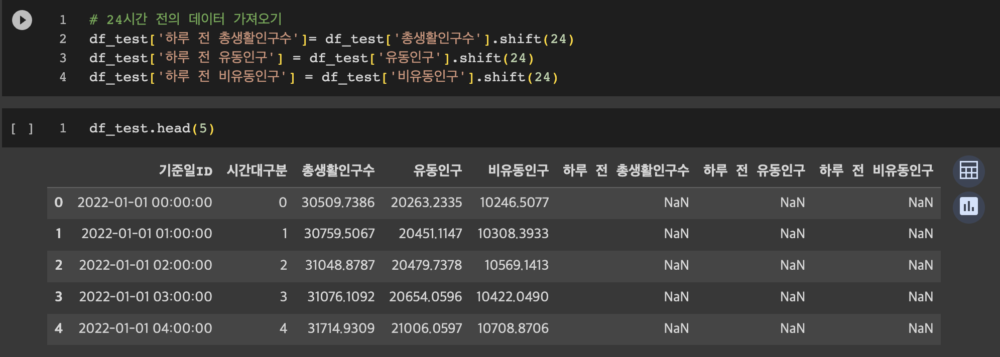 1 # 24시간 전의 데이터 가져오기
2 df_test['하루 전 총생활인구수']= df_test['총생활인구수'].shift(24)
3 df_test['하루 전 유동인구'] = df_test['유동인구'].shift(24)
4 df_test['하루 전 비유동인구'] = df_test['비유동인구'].shift(24)
[ ] 1 df_test.head(5)
기준일ID 시간대구분 총생활인구수 유동인구 비유동인구 하루 전 총생활인구수 하루 전 유동인구 하루 전 비유동인구
0 2022-01-01 00:00:00 0 30509.7386 20263.2335 10246.5077 NaN NaN NaN
1 2022-01-01 01:00:00 1 30759.5067 20451.1147 10308.3933 NaN NaN NaN
2 2022-01-01 02:00:00 2 31048.8787 20479.7378 10569.1413 NaN NaN NaN
3 2022-01-01 03:00:00 3 31076.1092 20654.0596 10422.0490 NaN NaN NaN
4 2022-01-01 04:00:00 4 31714.9309 21006.0597 10708.8706 NaN NaN NaN